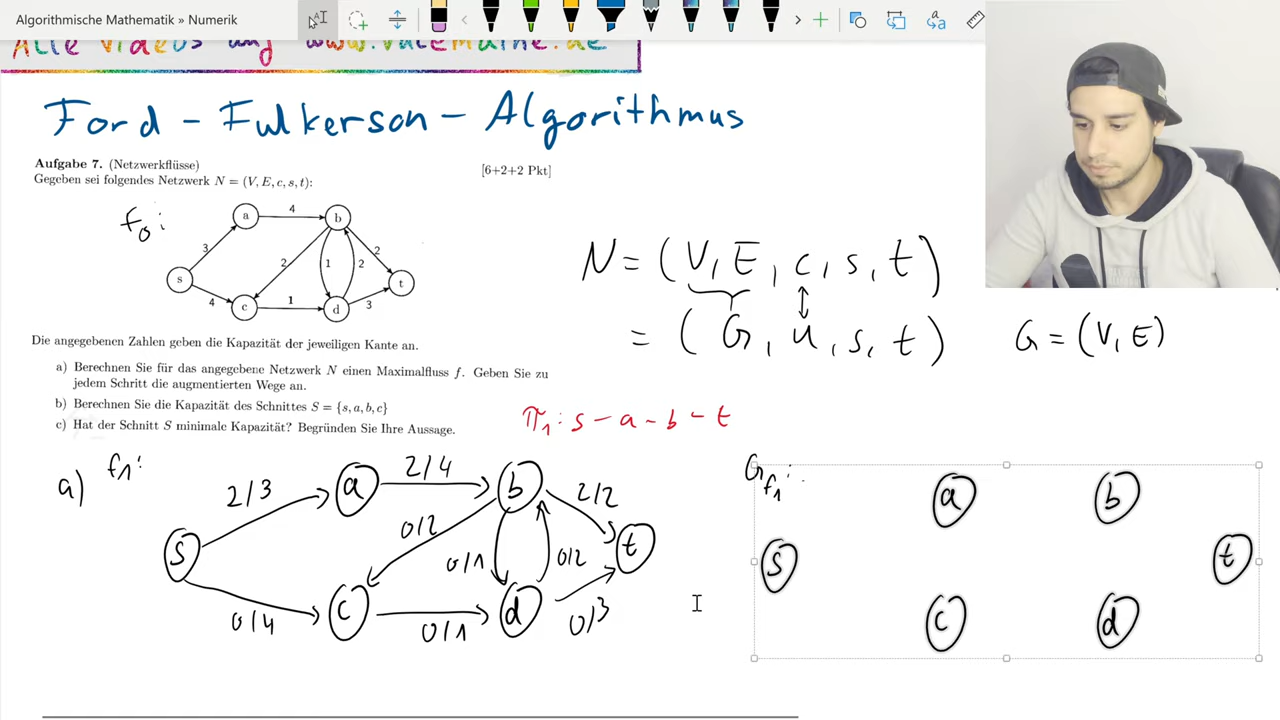 Algorithmische Mathematik » Numerik
Alle Videos auf www.valemathe.de
Ford - Fulkerson - Algorithmus
Aufgabe 7. (Netzwerkflüsse) [6+2+2 Pkt]
Gegeben sei folgendes Netzwerk N = (V, E, c, s, t):
f₀:
a 4 b
3 2 1 2 2
s t
4 c 1 d 3
N = (V, E, c, s, t)
= (G, u, s, t) G = (V, E)
Die angegebenen Zahlen geben die Kapazität der jeweiligen Kante an.
a) Berechnen Sie für das angegebene Netzwerk N einen Maximalfluss f. Geben Sie zu
jedem Schritt die augmentierten Wege an.
b) Berechnen Sie die Kapazität des Schnittes S = {s, a, b, c}
c) Hat der Schnitt S minimale Kapazität? Begründen Sie Ihre Aussage.
π₁: s - a - b - t
a) f₁:
2/3 a 2/4 b 2/2
s 0/2 0/1 0/2 t
0/4 c 0/1 d 0/3
G_f₁:
a b
s t
c d